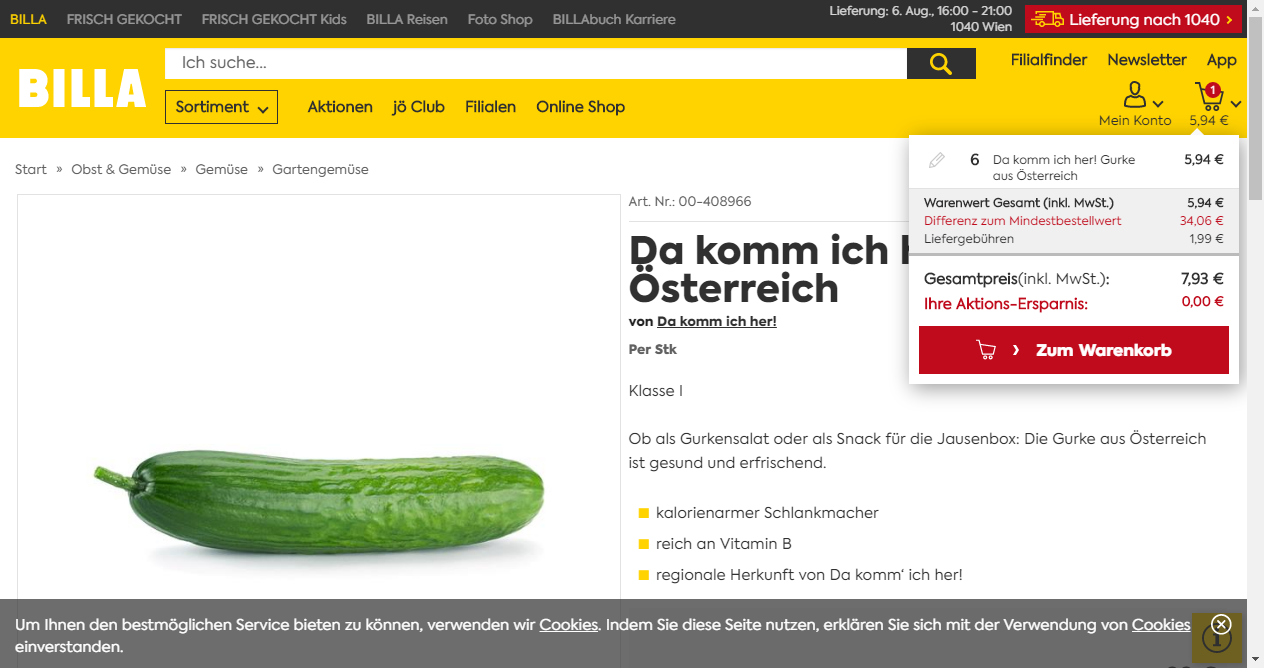 BILLA FRISCH GEKOCHT FRISCH GEKOCHT Kids BILLA Reisen Foto Shop BILLAbuch Karriere
Lieferung: 6. Aug., 16:00 - 21:00
1040 Wien
Lieferung nach 1040 ›
BILLA
Ich suche...
Filialfinder Newsletter App
Sortiment Aktionen jö Club Filialen Online Shop
1
Mein Konto 5,94 €
Start » Obst & Gemüse » Gemüse » Gartengemüse
6 Da komm ich her! Gurke 5,94 €
aus Österreich
Warenwert Gesamt (inkl. MwSt.) 5,94 €
Differenz zum Mindestbestellwert 34,06 €
Liefergebühren 1,99 €
Gesamtpreis(inkl. MwSt.): 7,93 €
Ihre Aktions-Ersparnis: 0,00 €
› Zum Warenkorb
Art. Nr.: 00-408966
Da komm ich
Österreich
von Da komm ich her!
Per Stk
Klasse I
Ob als Gurkensalat oder als Snack für die Jausenbox: Die Gurke aus Österreich
ist gesund und erfrischend.
kalorienarmer Schlankmacher
reich an Vitamin B
regionale Herkunft von Da komm‘ ich her!
Um Ihnen den bestmöglichen Service bieten zu können, verwenden wir Cookies. Indem Sie diese Seite nutzen, erklären Sie sich mit der Verwendung von Cookies
einverstanden.